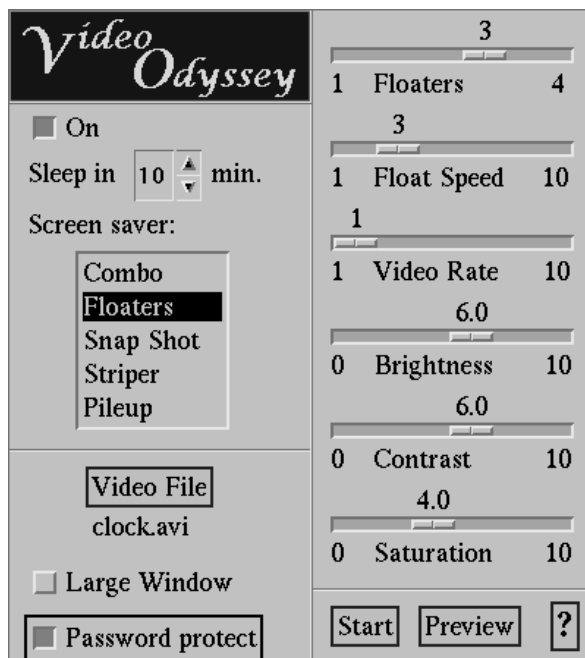 Video
Odyssey
On
Sleep in 10 min.
Screen saver:
Combo
Floaters
Snap Shot
Striper
Pileup
Video File
clock.avi
Large Window
Password protect
3
1 Floaters 4
3
1 Float Speed 10
1
1 Video Rate 10
6.0
0 Brightness 10
6.0
0 Contrast 10
4.0
0 Saturation 10
Start Preview ?